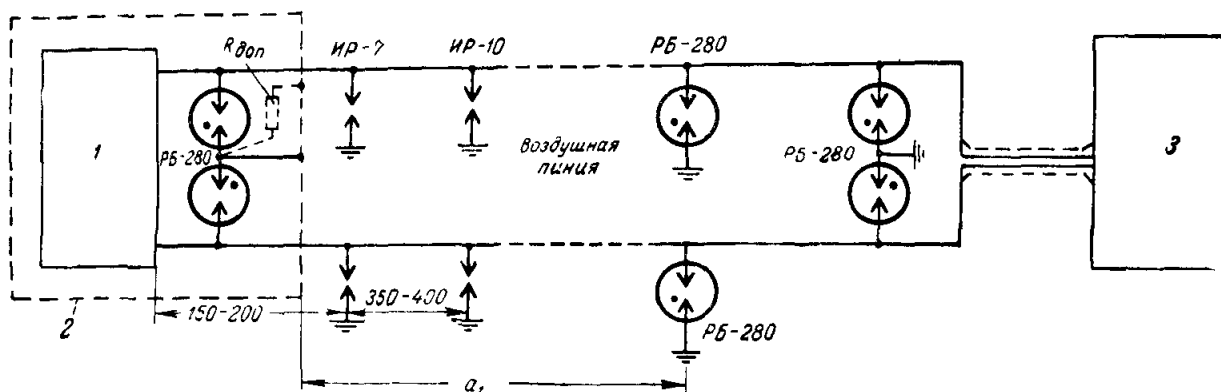 R доп
ИР-7
ИР-10
РБ-280
1
РБ-280
воздушная
линия
РБ-280
3
2
150-200
350-400
РБ-280
a₁